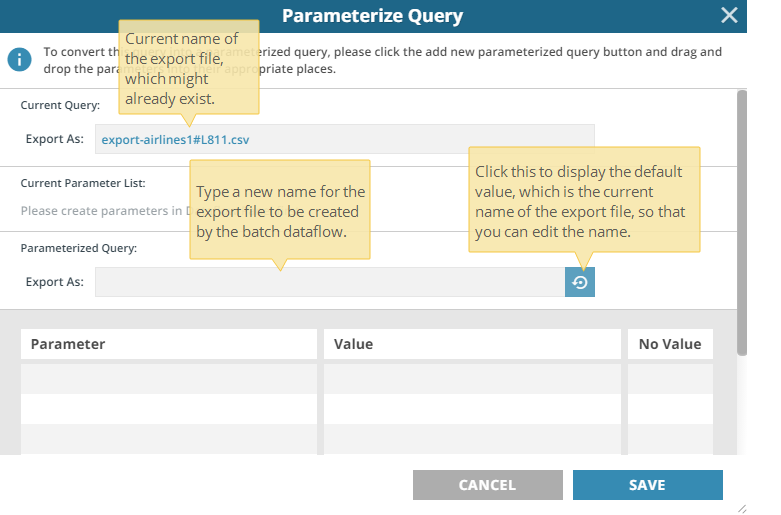 Parameterize Query
To convert the query into a parameterized query, please click the add new parameterized query button and drag and
drop the parameters into their appropriate places.
Current name of
the export file,
which might
already exist.
Current Query:
Export As:
export-airlines1#L811.csv
Current Parameter List:
Please create parameters in
Type a new name for the
export file to be created
by the batch dataflow.
Click this to display the default
value, which is the current
name of the export file, so that
you can edit the name.
Parameterized Query:
Export As:
Parameter Value No Value
CANCEL SAVE